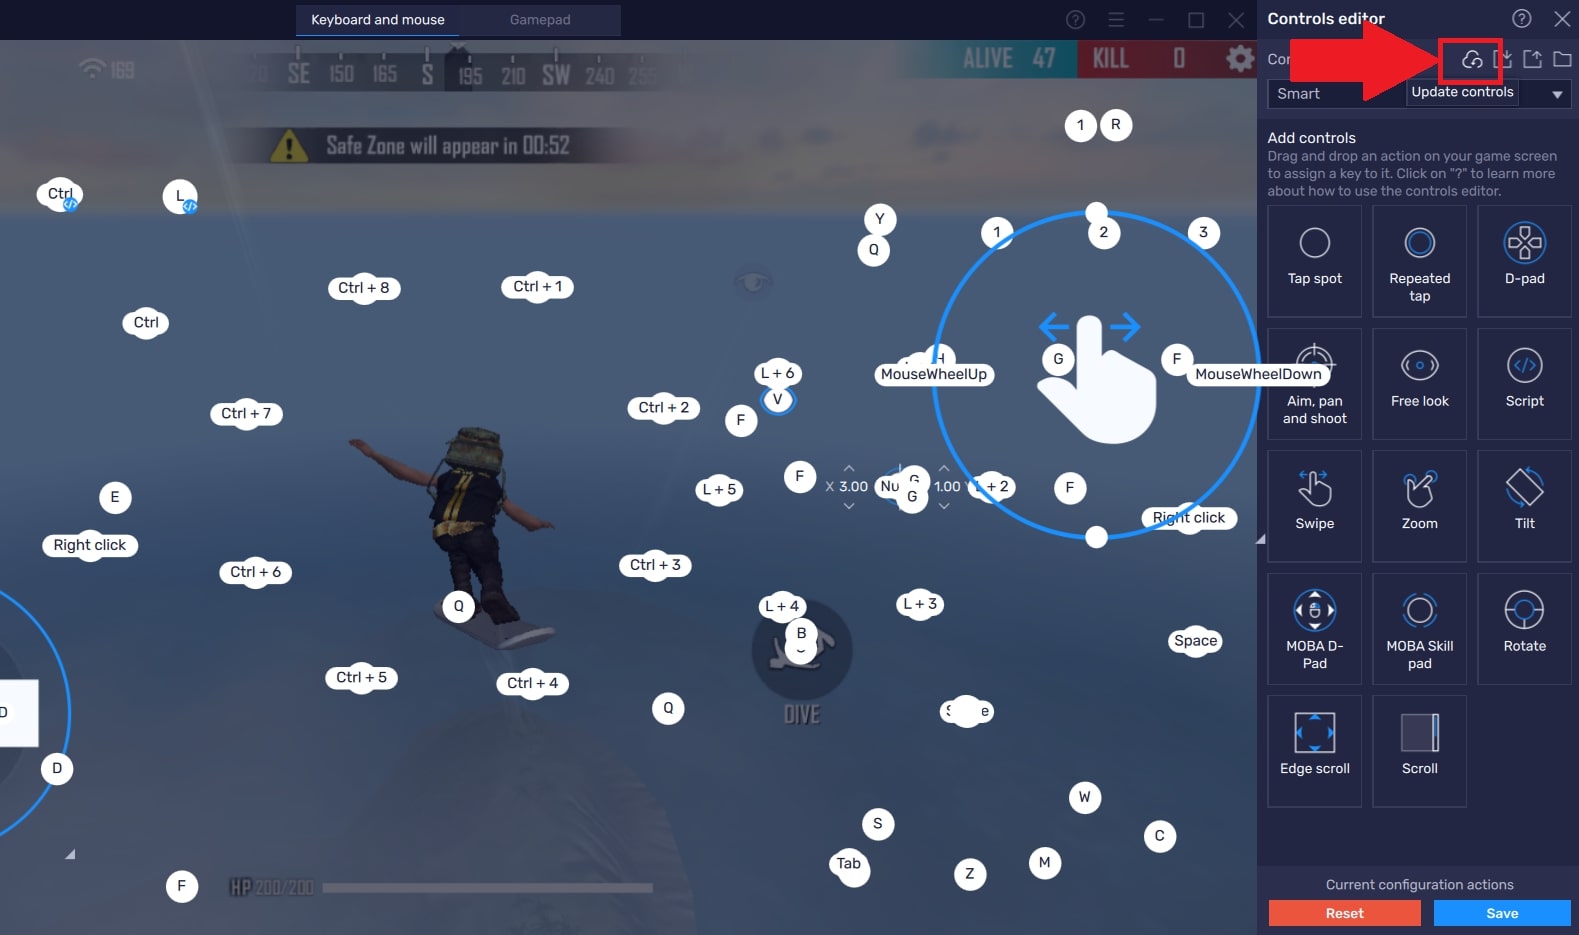 Keyboard and mouse
Gamepad
Controls editor
Smart
Update controls
169
SE 150 165 S 195 210 SW 240 255
ALIVE 47 KILL 0
Safe Zone will appear in 00:52
Add controls
Drag and drop an action on your game screen
to assign a key to it. Click on "?" to learn more
about how to use the controls editor.
1 R
Ctrl
L
Y
Q
1
2
3
Ctrl + 8
Ctrl + 1
Ctrl
L + 6
V
H
MouseWheelUp
G
F
MouseWheelDown
Ctrl + 7
Ctrl + 2
F
E
L + 5
F
X 3.00
G
G
1.00
F
Right click
Right click
Ctrl + 6
Ctrl + 3
Q
L + 4
L + 3
B
Space
Ctrl + 5
Ctrl + 4
Q
DIVE
D
D
W
S
C
Tab
Z
M
F
HP 200/200
Tap spot
Repeated
tap
D-pad
Aim, pan
and shoot
Free look
Script
Swipe
Zoom
Tilt
MOBA D-
Pad
MOBA Skill
pad
Rotate
Edge scroll
Scroll
Current configuration actions
Reset
Save